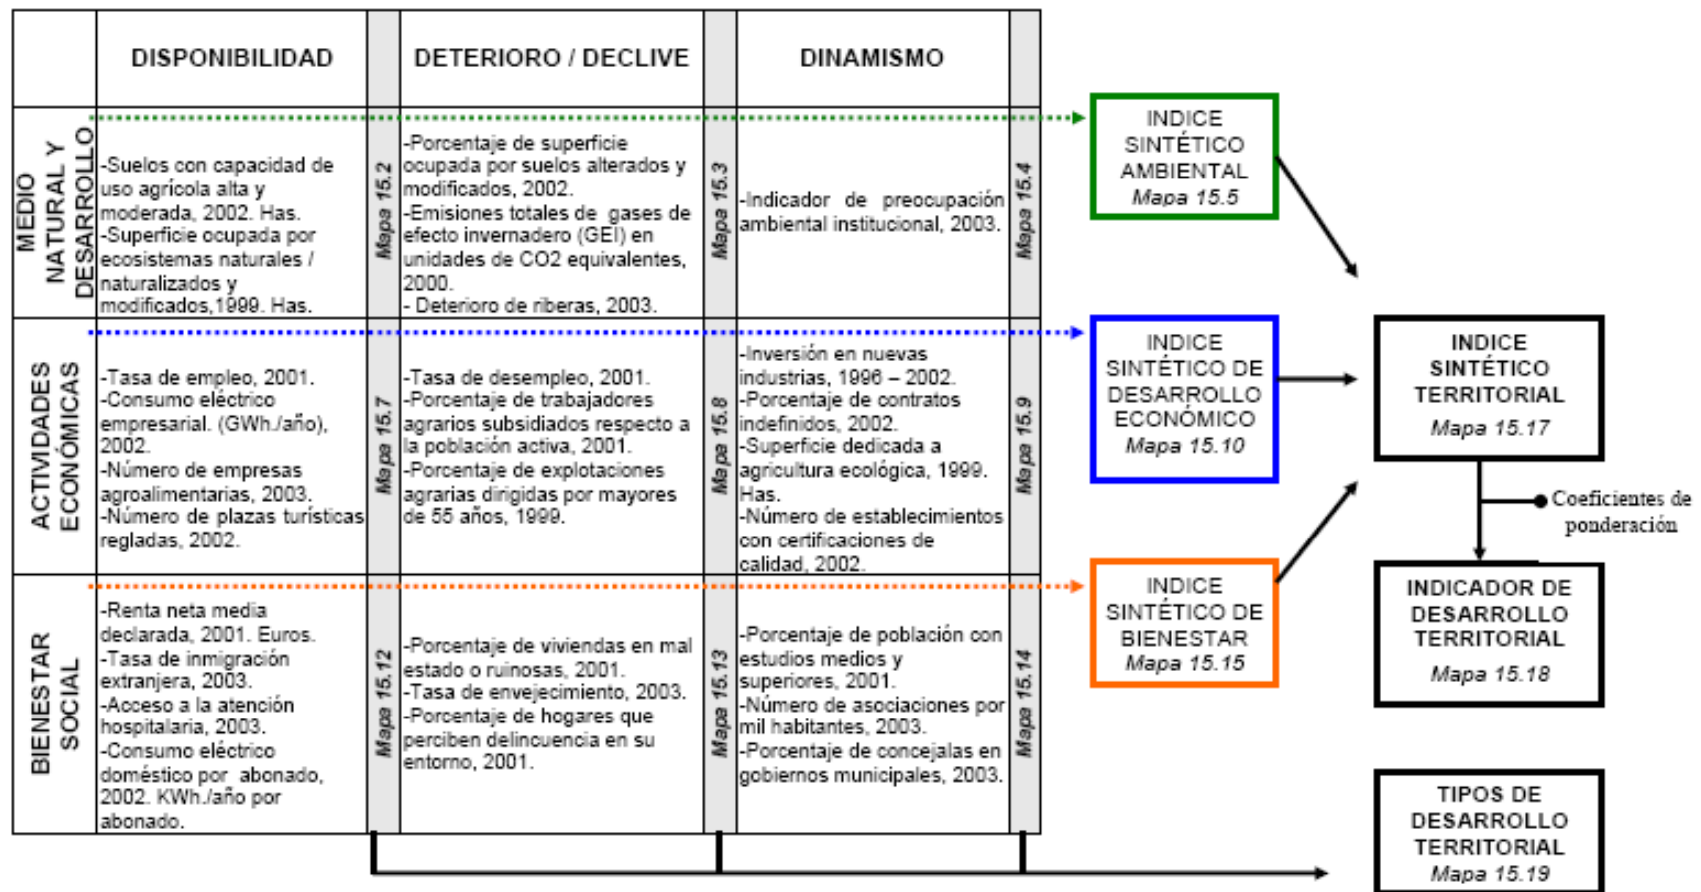 DISPONIBILIDAD
DETERIORO / DECLIVE
DINAMISMO
MEDIO
NATURAL Y
DESARRROLLO
-Suelos con capacidad de
uso agrícola alta y
moderada, 2002. Has.
-Superficie ocupada por
ecosistemas naturales /
naturalizados y
modificados,1999. Has.
Mapa 15.2
-Porcentaje de superficie
ocupada por suelos alterados y
modificados, 2002.
-Emisiones totales de gases de
efecto invernadero (GEI) en
unidades de CO2 equivalentes,
2000.
- Deterioro de riberas, 2003.
Mapa 15.3
-Indicador de preocupación
ambiental institucional, 2003.
Mapa 15.4
INDICE
SINTÉTICO
AMBIENTAL
Mapa 15.5
ACTIVIDADES
ECONÓMICAS
-Tasa de empleo, 2001.
-Consumo eléctrico
empresarial. (GWh./año),
2002.
-Número de empresas
agroalimentarias, 2003.
-Número de plazas turísticas
regladas, 2002.
Mapa 15.7
-Tasa de desempleo, 2001.
-Porcentaje de trabajadores
agrarios subsidiados respecto a
la población activa, 2001.
-Porcentaje de explotaciones
agrarias dirigidas por mayores
de 55 años, 1999.
Mapa 15.8
-Inversión en nuevas
industrias, 1996 – 2002.
-Porcentaje de contratos
indefinidos, 2002.
-Superficie dedicada a
agricultura ecológica, 1999.
Has.
-Número de establecimientos
con certificaciones de
calidad, 2002.
Mapa 15.9
INDICE
SINTÉTICO DE
DESARROLLO
ECONÓMICO
Mapa 15.10
BIENESTAR
SOCIAL
-Renta neta media
declarada, 2001. Euros.
-Tasa de inmigración
extranjera, 2003.
-Acceso a la atención
hospitalaria, 2003.
-Consumo eléctrico
doméstico por abonado,
2002. KWh./año por
abonado.
Mapa 15.12
-Porcentaje de viviendas en mal
estado o ruinosas, 2001.
-Tasa de envejecimiento, 2003.
-Porcentaje de hogares que
perciben delincuencia en su
entorno, 2001.
Mapa 15.13
-Porcentaje de población con
estudios medios y
superiores, 2001.
-Número de asociaciones por
mil habitantes, 2003.
-Porcentaje de concejalas en
gobiernos municipales, 2003.
Mapa 15.14
INDICE
SINTÉTICO DE
BIENESTAR
Mapa 15.15
INDICE
SINTÉTICO
TERRITORIAL
Mapa 15.17
Coeficientes de
ponderación
INDICADOR DE
DESARROLLO
TERRITORIAL
Mapa 15.18
TIPOS DE
DESARROLLO
TERRITORIAL
Mapa 15.19